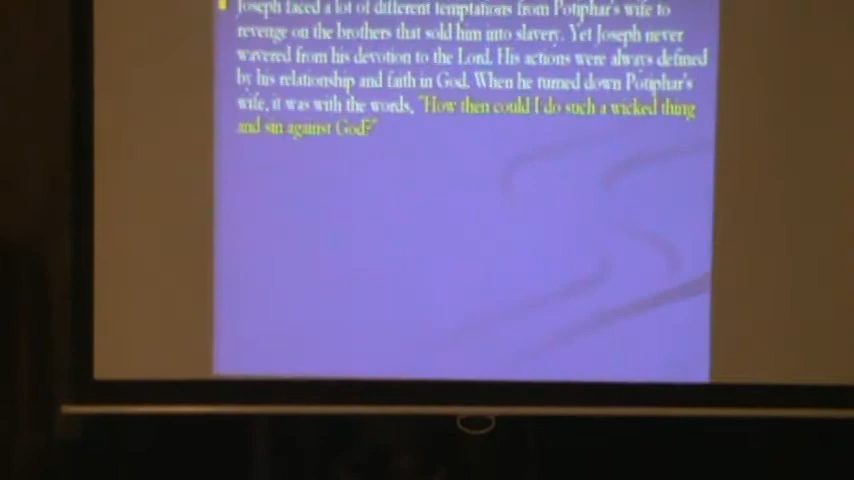 Joseph faced a lot of different temptations from Potiphar's wife to
revenge on the brothers that sold him into slavery. Yet Joseph never
wavered from his devotion to the Lord. His actions were always defined
by his relationship and faith in God. When he turned down Potiphar's
wife, it was with the words, "How then could I do such a wicked thing
and sin against God?"